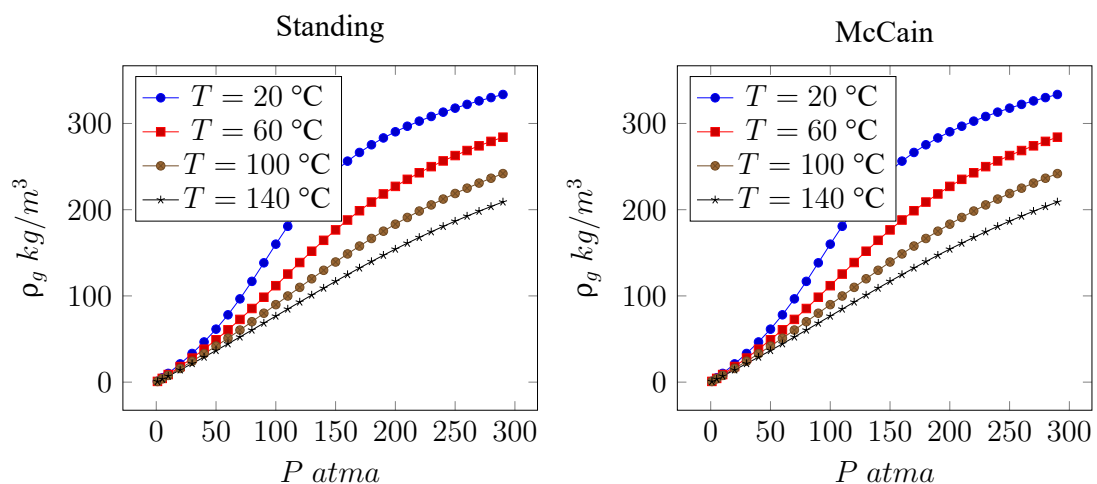 Standing
T = 20 °C
T = 60 °C
T = 100 °C
T = 140 °C
300
200
100
0
ρg kg/m³
0 50 100 150 200 250 300
P atma
McCain
T = 20 °C
T = 60 °C
T = 100 °C
T = 140 °C
300
200
100
0
ρg kg/m³
0 50 100 150 200 250 300
P atma